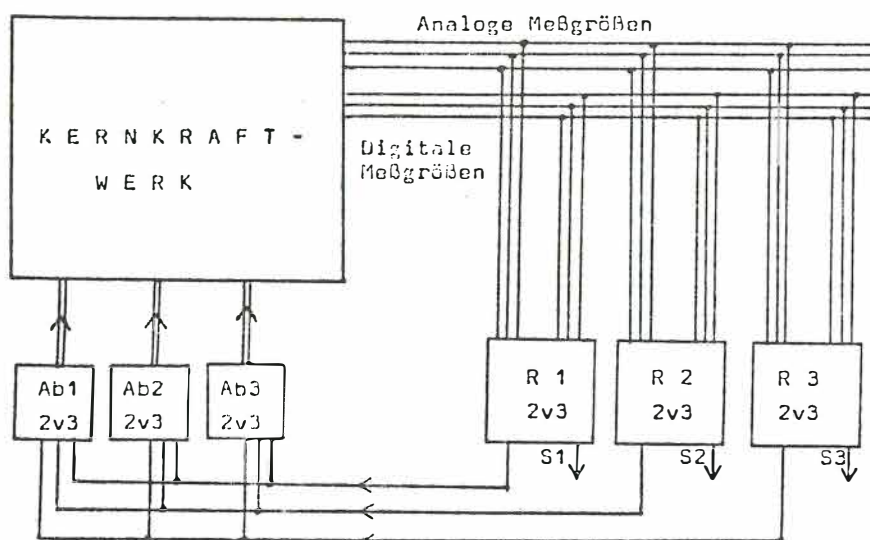 Analoge Meßgrößen
K E R N K R A F T -
W E R K
Digitale
Meßgrößen
Ab1
2v3
Ab2
2v3
Ab3
2v3
R 1
2v3
R 2
2v3
R 3
2v3
S1
S2
S3